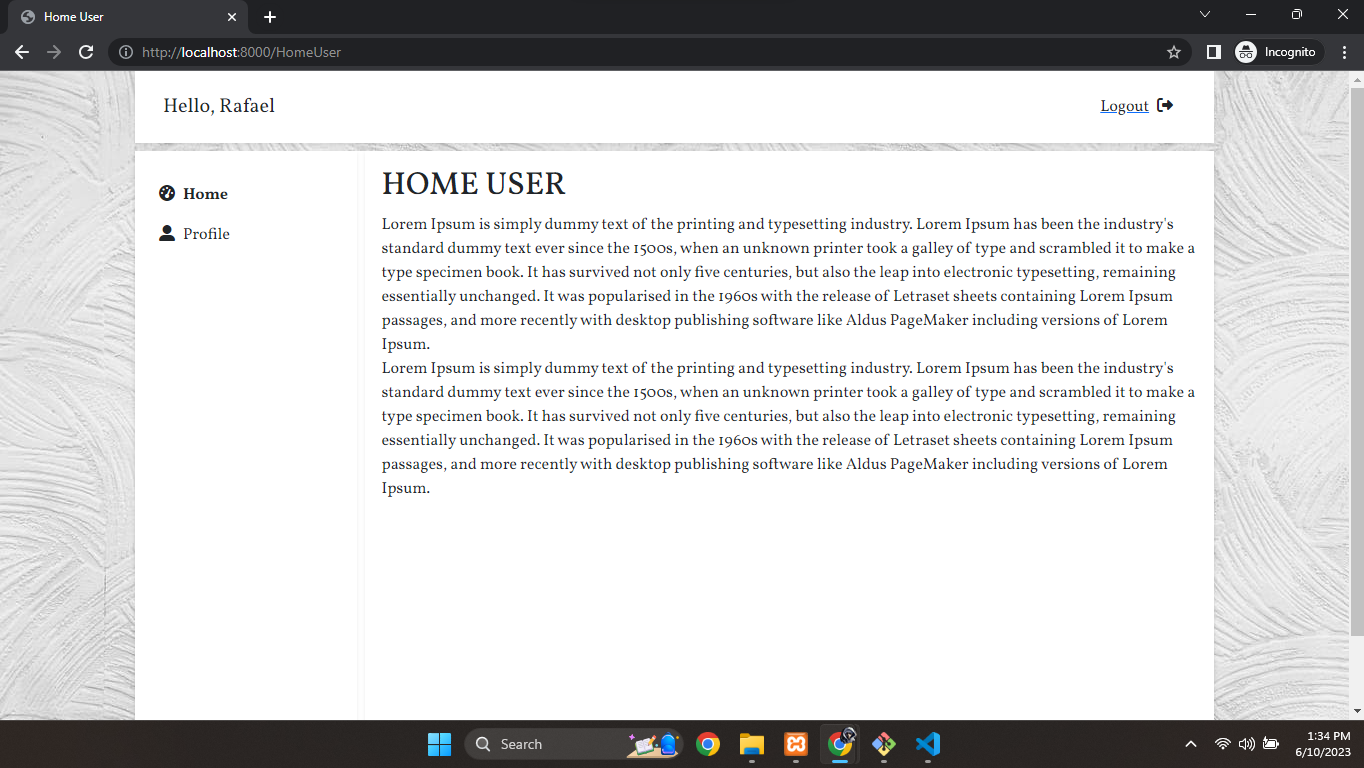 Home User
http://localhost:8000/HomeUser
Incognito
Hello, Rafael
Logout
Home
Profile
HOME USER
Lorem Ipsum is simply dummy text of the printing and typesetting industry. Lorem Ipsum has been the industry's
standard dummy text ever since the 1500s, when an unknown printer took a galley of type and scrambled it to make a
type specimen book. It has survived not only five centuries, but also the leap into electronic typesetting, remaining
essentially unchanged. It was popularised in the 1960s with the release of Letraset sheets containing Lorem Ipsum
passages, and more recently with desktop publishing software like Aldus PageMaker including versions of Lorem
Ipsum.
Lorem Ipsum is simply dummy text of the printing and typesetting industry. Lorem Ipsum has been the industry's
standard dummy text ever since the 1500s, when an unknown printer took a galley of type and scrambled it to make a
type specimen book. It has survived not only five centuries, but also the leap into electronic typesetting, remaining
essentially unchanged. It was popularised in the 1960s with the release of Letraset sheets containing Lorem Ipsum
passages, and more recently with desktop publishing software like Aldus PageMaker including versions of Lorem
Ipsum.
Search
1:34 PM
6/10/2023